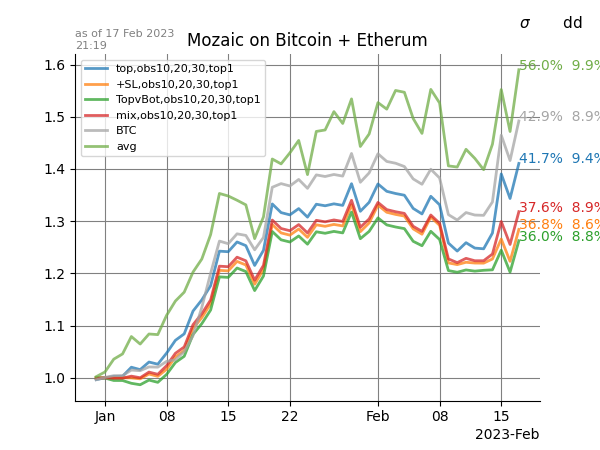 σ dd
as of 17 Feb 2023
21:19
Mozaic on Bitcoin + Etherum
top,obs10,20,30,top1
+SL,obs10,20,30,top1
TopvBot,obs10,20,30,top1
mix,obs10,20,30,top1
BTC
avg
1.6
1.5
1.4
1.3
1.2
1.1
1.0
56.0% 9.9%
42.9% 8.9%
41.7% 9.4%
37.6% 8.9%
36.8% 8.6%
36.0% 8.8%
Jan 08 15 22 Feb 08 15
2023-Feb